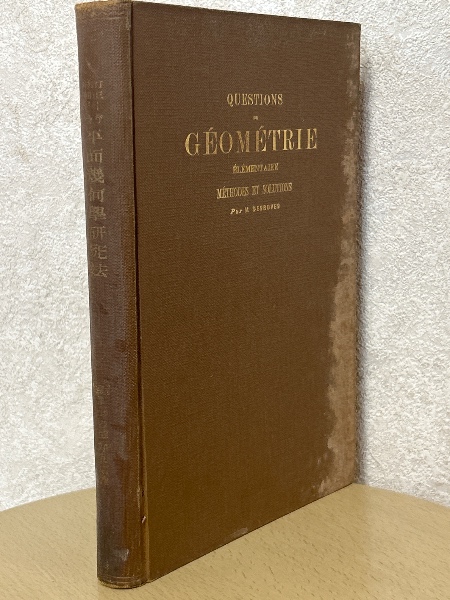 QUESTIONS
DE
GÉOMÉTRIE
ÉLÉMENTAIRE
MÉTHODES ET SOLUTIONS
Par M. DESBOVES
平面幾何學研究法